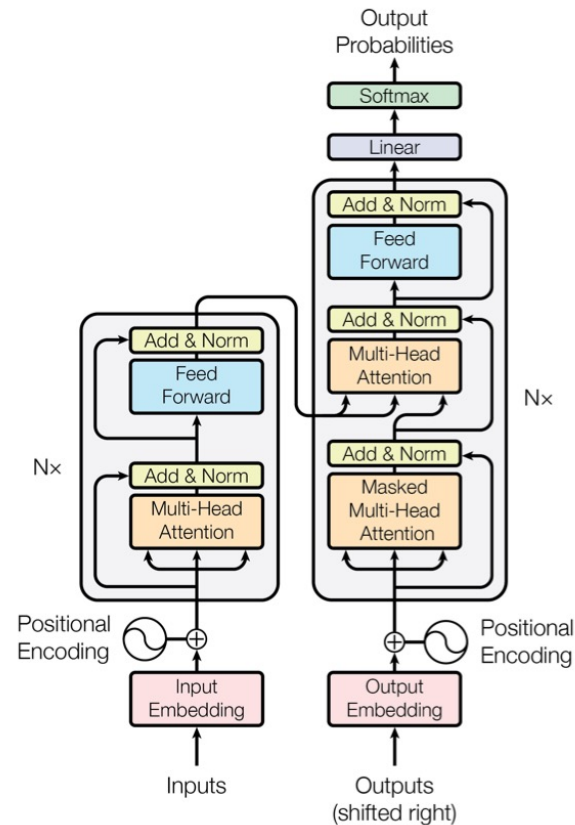 Output
Probabilities
Softmax
Linear
Add & Norm
Feed
Forward
Add & Norm
Multi-Head
Attention
Add & Norm
Masked
Multi-Head
Attention
Nx
Add & Norm
Feed
Forward
Add & Norm
Multi-Head
Attention
N×
Positional
Encoding
Positional
Encoding
Input
Embedding
Output
Embedding
Inputs
Outputs
(shifted right)